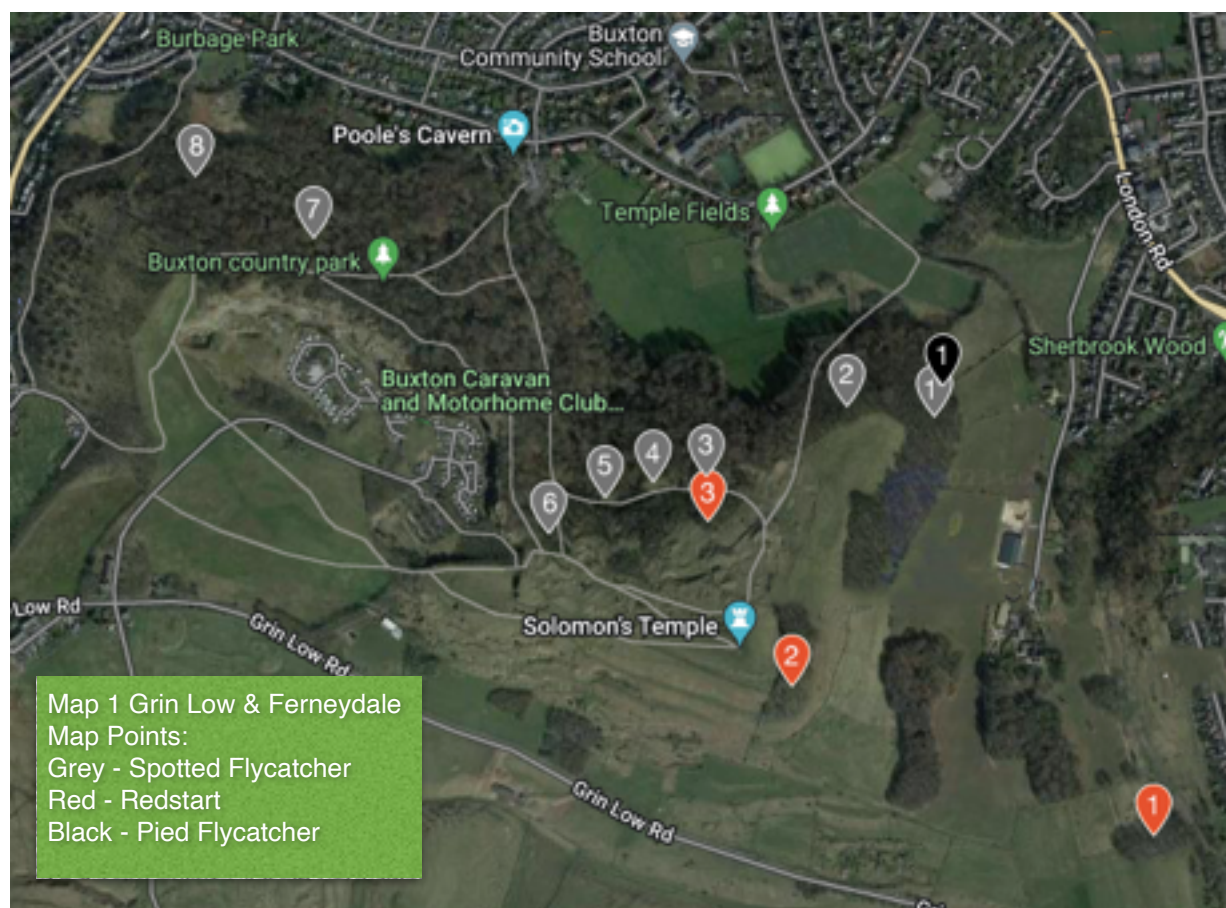 Burbage Park
Buxton
Community School
Poole's Cavern
8
7
Temple Fields
London Rd
Buxton country park
1
Sherbrook Wood
2
1
Buxton Caravan
and Motorhome Club...
3
4
5
3
6
Low Rd
Solomon's Temple
Grin Low Rd
2
Map 1 Grin Low & Ferneydale
Map Points:
Grey - Spotted Flycatcher
Red - Redstart
Black - Pied Flycatcher
Grin Low Rd
1